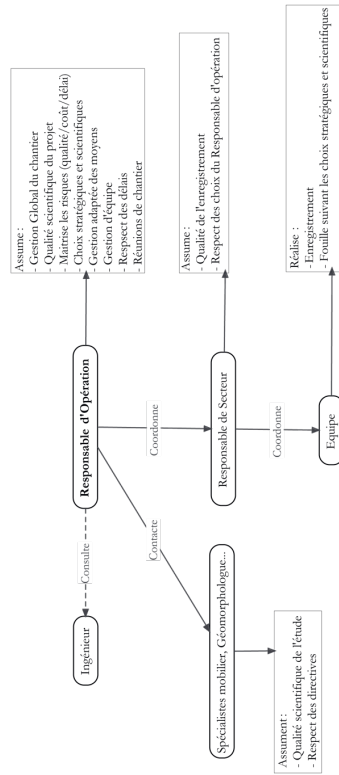 Assume :
- Gestion Global du chantier
- Qualité scientifique du projet
- Maitrise les risques (qualité/coût/délai)
- Choix stratégiques et scientifiques
- Gestion adaptée des moyens
- Gestion d'équipe
- Respsect des délais
- Réunions de chantier
Ingénieur
Consulte
Responsable d'Opération
Contacte
Coordonne
Assume :
- Qualité de l'enregistrement
- Respect des choix du Responsable d'opération
Spécialistes mobilier, Géomorphologue...
Responsable de Secteur
Coordonne
Assument :
- Qualité scientifique de l'étude
- Respect des directives
Equipe
Réalise :
- Enregistrement
- Fouille suivant les choix stratégiques et scientifiques